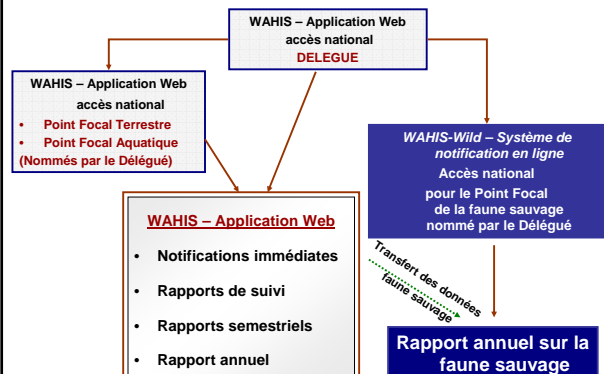 WAHIS – Application Web
accès national
DELEGUE
WAHIS – Application Web
accès national
• Point Focal Terrestre
• Point Focal Aquatique
(Nommés par le Délégué)
WAHIS-Wild – Système de
notification en ligne
Accès national
pour le Point Focal
de la faune sauvage
nommé par le Délégué
WAHIS – Application Web
• Notifications immédiates
• Rapports de suivi
• Rapports semestriels
• Rapport annuel
Transfert des données
faune sauvage
Rapport annuel sur la
faune sauvage